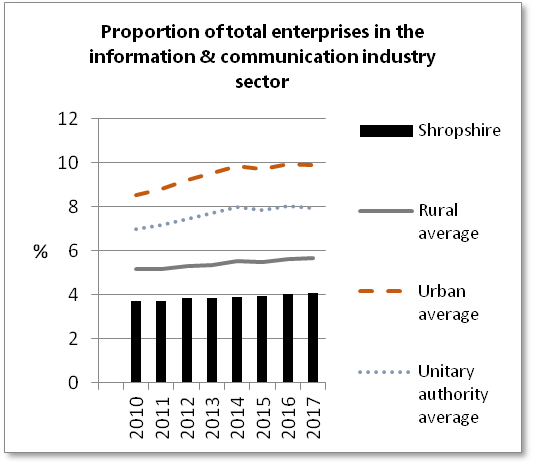 Proportion of total enterprises in the
information & communication industry
sector
12
10
8
6
4
2
0
%
2010
2011
2012
2013
2014
2015
2016
2017
Shropshire
Rural
average
Urban
average
Unitary
authority
average